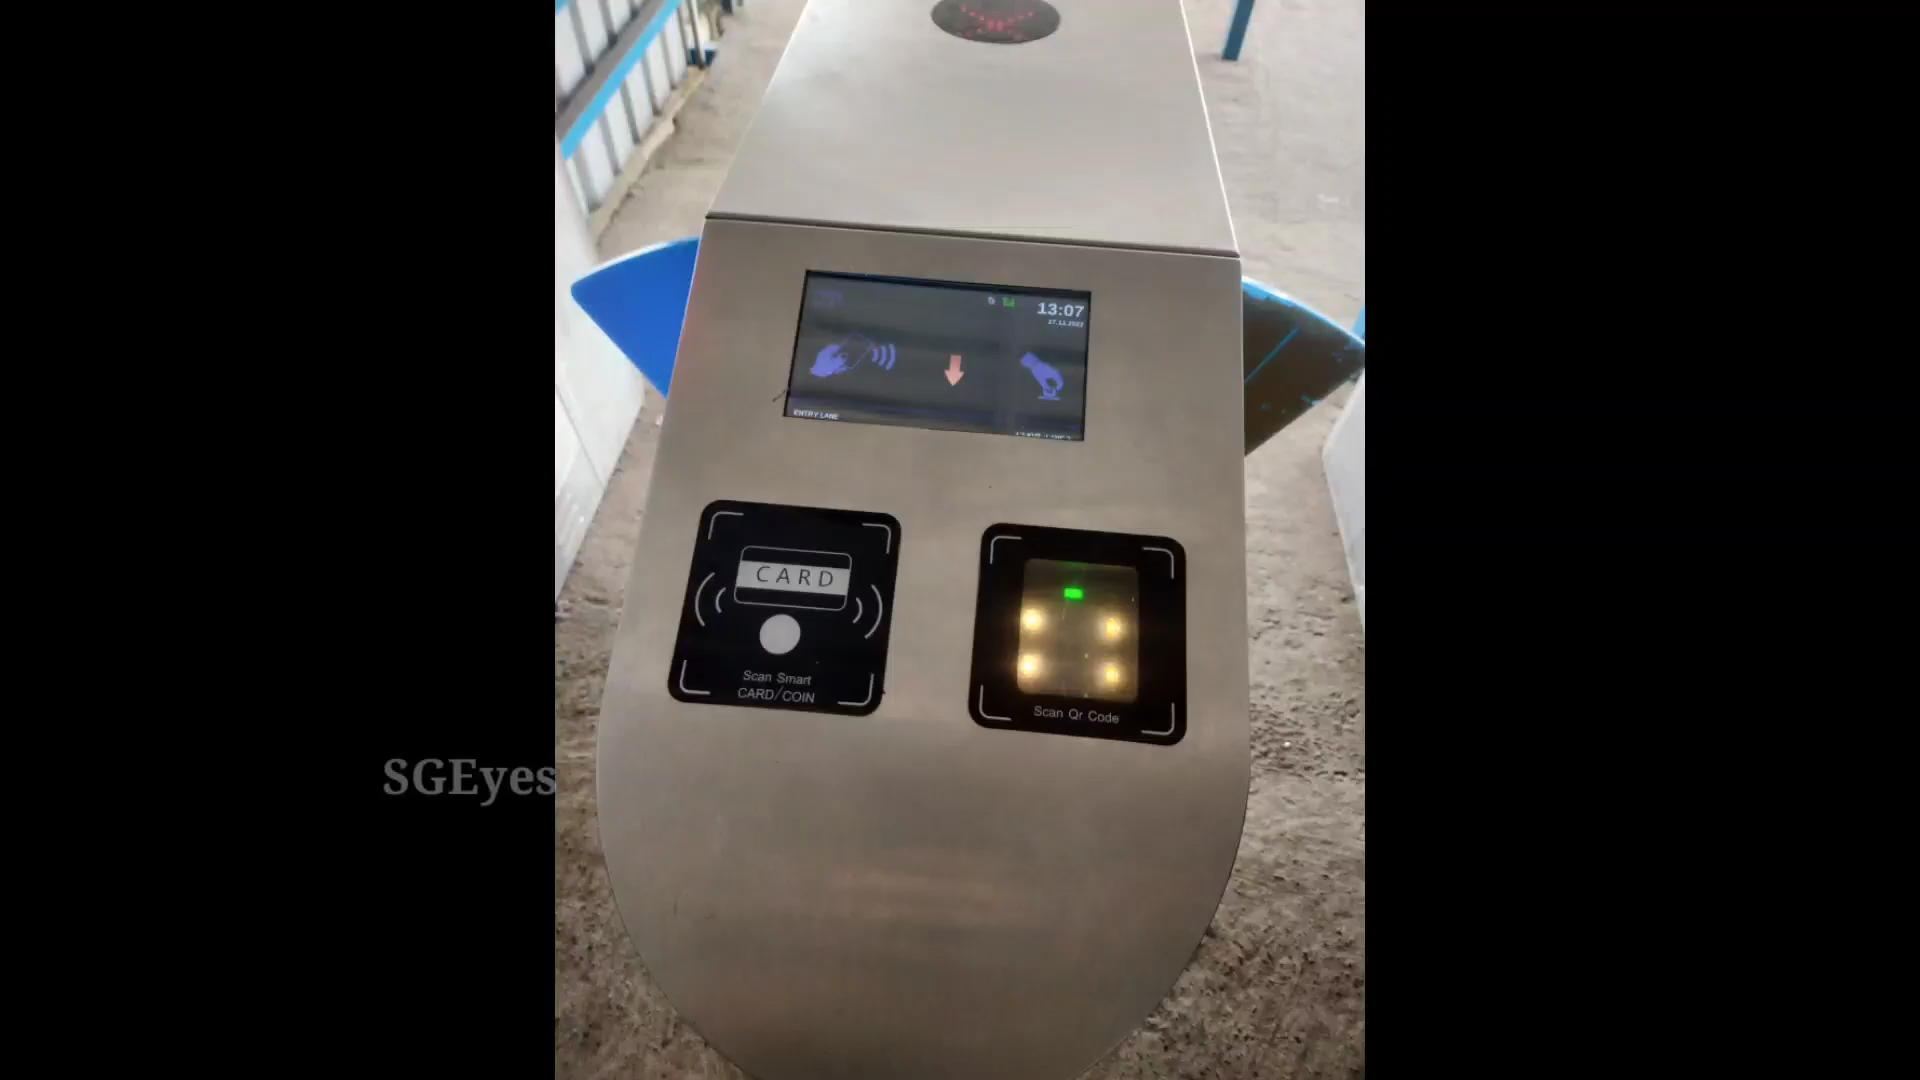 13:07
27.11.2022
ENTRY LANE
CARD
Scan Smart
CARD/COIN
Scan Qr Code
SGEyes